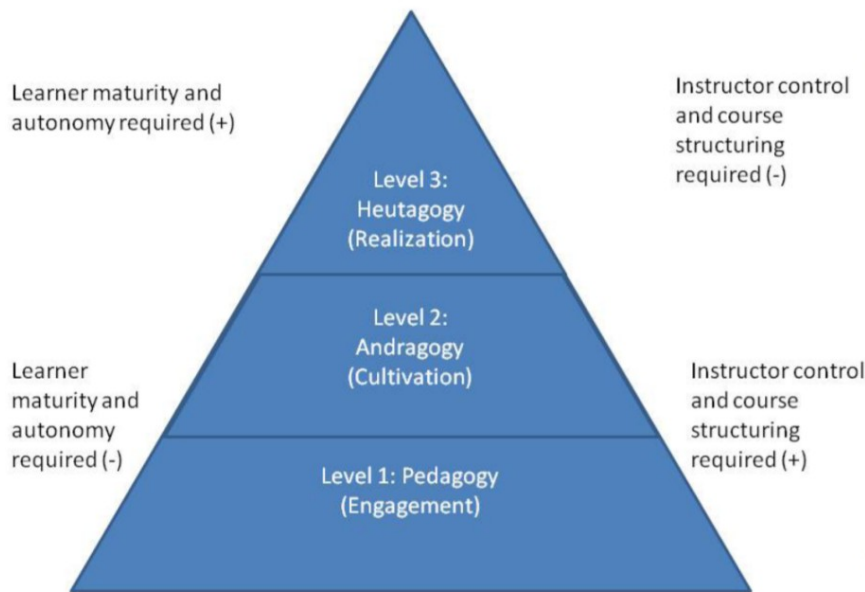 Learner maturity and
autonomy required (+)
Instructor control
and course
structuring
required (-)
Level 3:
Heutagogy
(Realization)
Level 2:
Andragogy
(Cultivation)
Learner
maturity and
autonomy
required (-)
Instructor control
and course
structuring
required (+)
Level 1: Pedagogy
(Engagement)